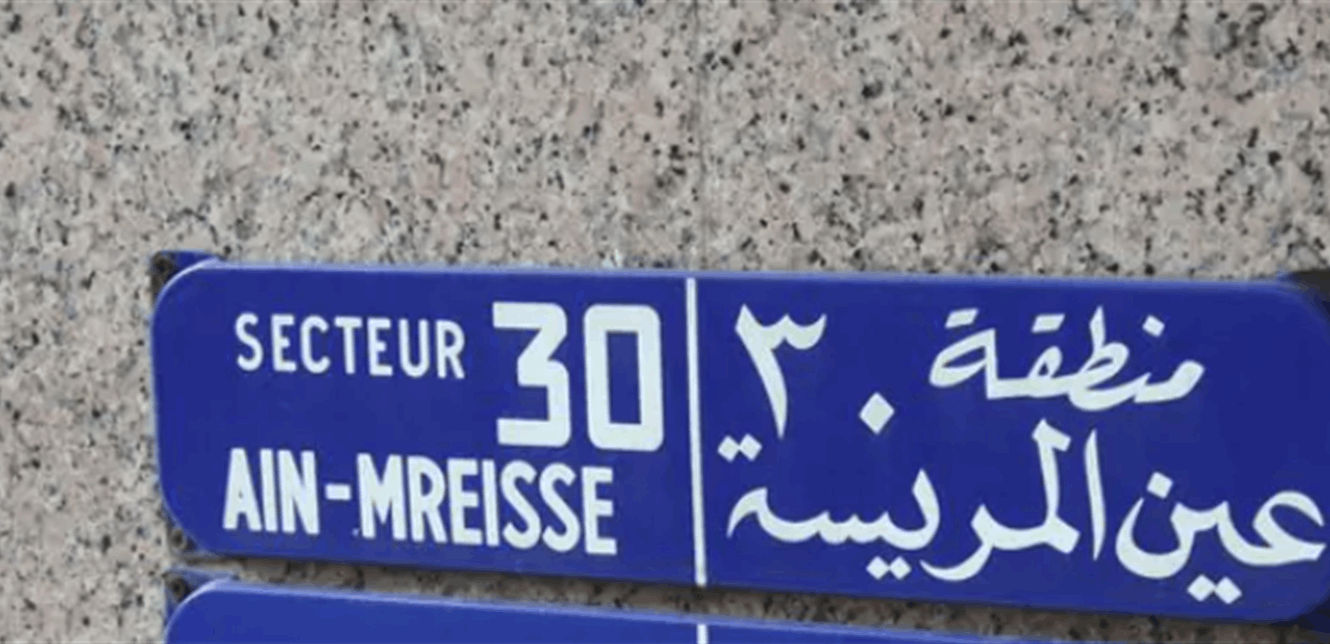 SECTEUR 30
AIN-MREISSE
منطقة ٣٠
عين المريسة